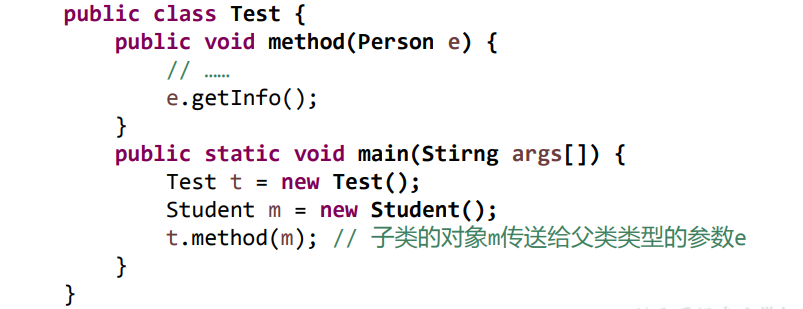 public class Test {
public void method(Person e) {
// ……
e.getInfo();
}
public static void main(Stirng args[]) {
Test t = new Test();
Student m = new Student();
t.method(m); // 子类的对象m传送给父类类型的参数e
}
}